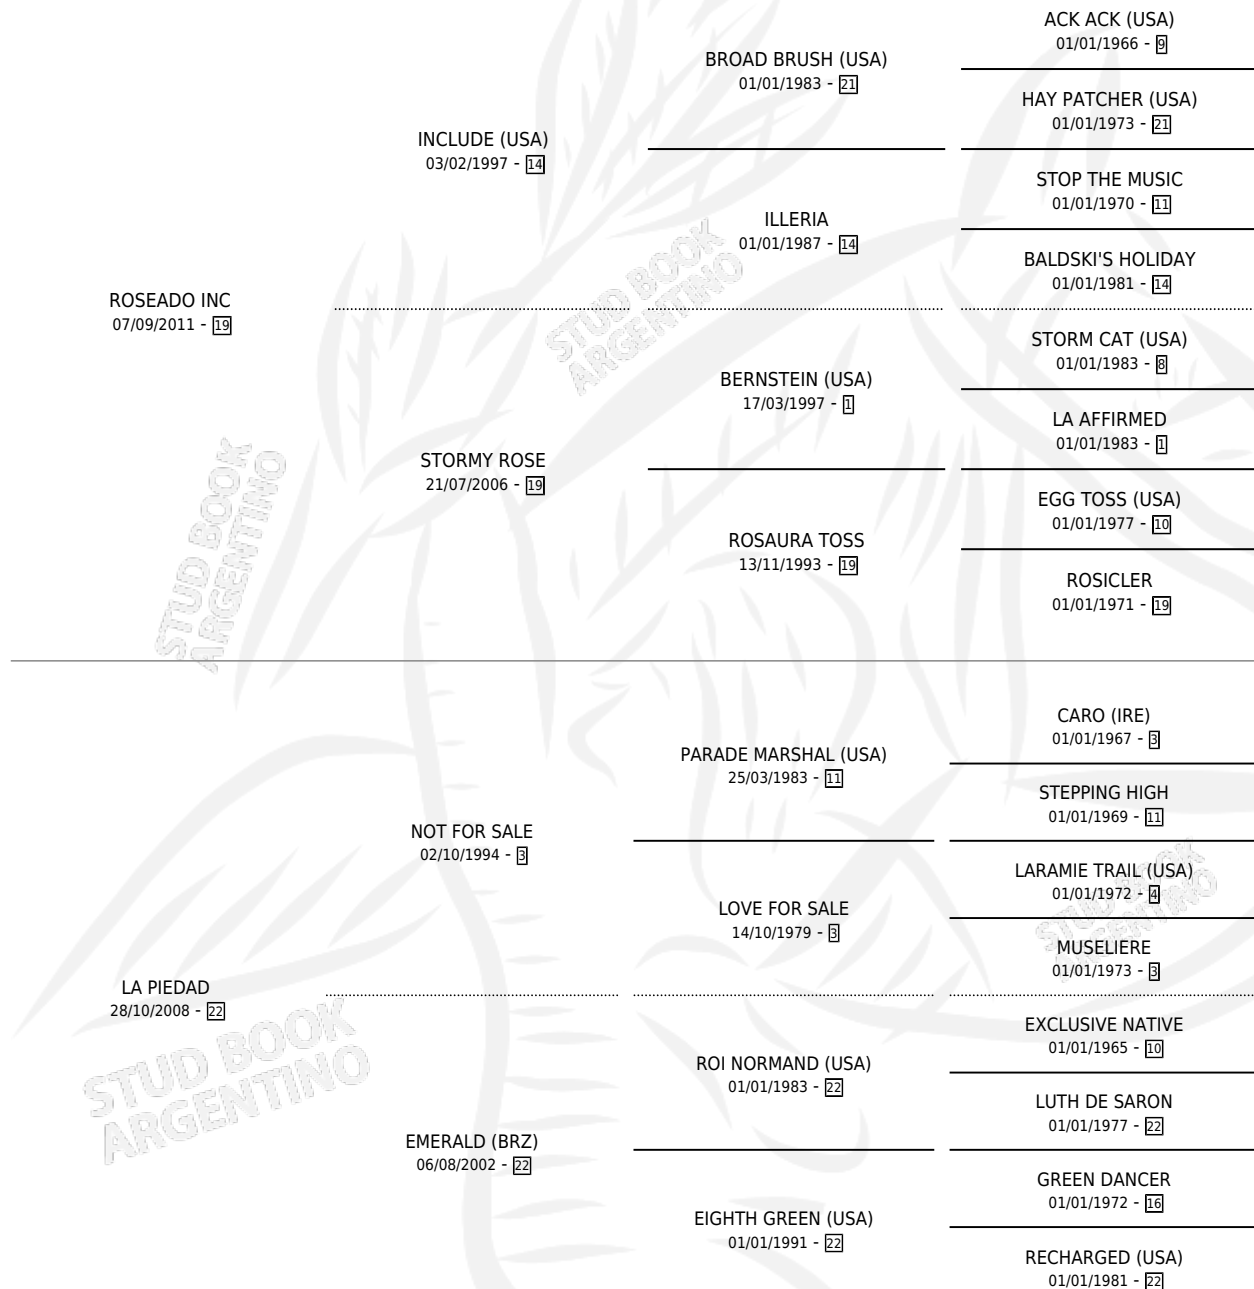 ROSEADO INC
07/09/2011 - 19
INCLUDE (USA)
03/02/1997 - 14
STORMY ROSE
21/07/2006 - 19
BROAD BRUSH (USA)
01/01/1983 - 21
ILLERIA
01/01/1987 - 14
BERNSTEIN (USA)
17/03/1997 - 1
ROSAURA TOSS
13/11/1993 - 19
ACK ACK (USA)
01/01/1966 - 9
HAY PATCHER (USA)
01/01/1973 - 21
STOP THE MUSIC
01/01/1970 - 11
BALDSKI'S HOLIDAY
01/01/1981 - 14
STORM CAT (USA)
01/01/1983 - 8
LA AFFIRMED
01/01/1983 - 1
EGG TOSS (USA)
01/01/1977 - 10
ROSICLER
01/01/1971 - 19
LA PIEDAD
28/10/2008 - 22
NOT FOR SALE
02/10/1994 - 3
EMERALD (BRZ)
06/08/2002 - 22
PARADE MARSHAL (USA)
25/03/1983 - 11
LOVE FOR SALE
14/10/1979 - 3
ROI NORMAND (USA)
01/01/1983 - 22
EIGHTH GREEN (USA)
01/01/1991 - 22
CARO (IRE)
01/01/1967 - 3
STEPPING HIGH
01/01/1969 - 11
LARAMIE TRAIL (USA)
01/01/1972 - 4
MUSELIERE
01/01/1973 - 3
EXCLUSIVE NATIVE
01/01/1965 - 10
LUTH DE SARON
01/01/1977 - 22
GREEN DANCER
01/01/1972 - 16
RECHARGED (USA)
01/01/1981 - 22
STUD BOOK
ARGENTINO
STUD BOOK
ARGENTINO
STUD BOOK
ARGENTINO
STUD BOOK
ARGENTINO